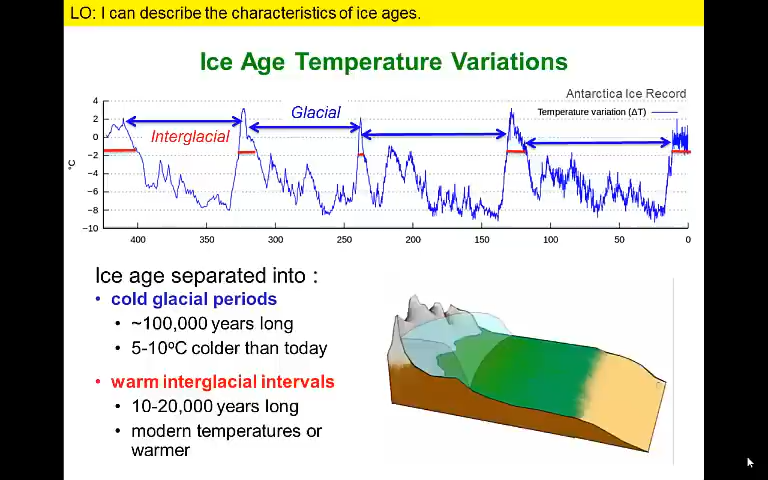 LO: I can describe the characteristics of ice ages.
Ice Age Temperature Variations
Antarctica Ice Record
Temperature variation (ΔT)
Glacial
Interglacial
°C
4
2
0
−2
−4
−6
−8
−10
400 350 300 250 200 150 100 50 0
Ice age separated into :
• cold glacial periods
• ~100,000 years long
• 5-10ºC colder than today
• warm interglacial intervals
• 10-20,000 years long
• modern temperatures or
warmer